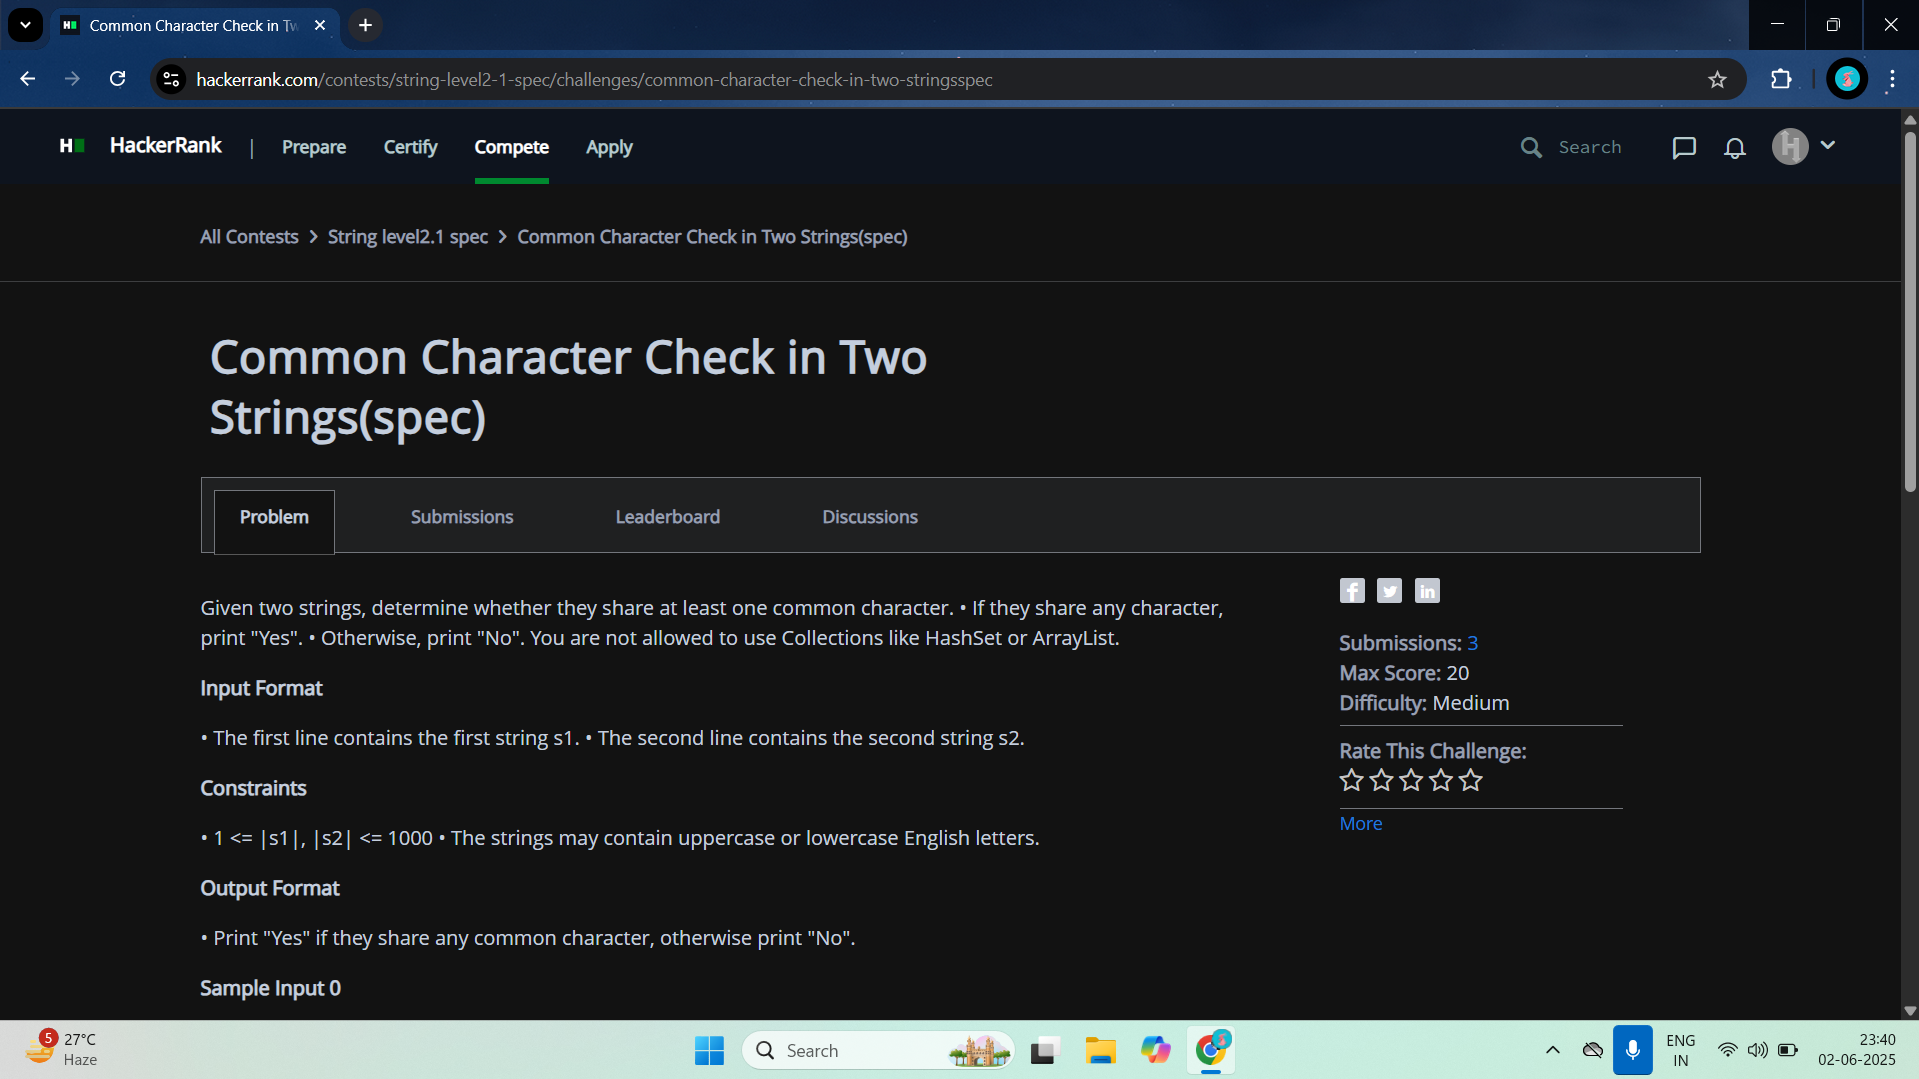 Common Character Check in Tw
hackerrank.com/contests/string-level2-1-spec/challenges/common-character-check-in-two-stringsspec
HackerRank | Prepare Certify Compete Apply Search
All Contests > String level2.1 spec > Common Character Check in Two Strings(spec)
Common Character Check in Two
Strings(spec)
Problem Submissions Leaderboard Discussions
Given two strings, determine whether they share at least one common character. • If they share any character,
print "Yes". • Otherwise, print "No". You are not allowed to use Collections like HashSet or ArrayList.
Input Format
• The first line contains the first string s1. • The second line contains the second string s2.
Constraints
• 1 <= |s1|, |s2| <= 1000 • The strings may contain uppercase or lowercase English letters.
Output Format
• Print "Yes" if they share any common character, otherwise print "No".
Sample Input 0
Submissions: 3
Max Score: 20
Difficulty: Medium
Rate This Challenge:
More
5 27°C
Haze
Search
ENG
IN
23:40
02-06-2025